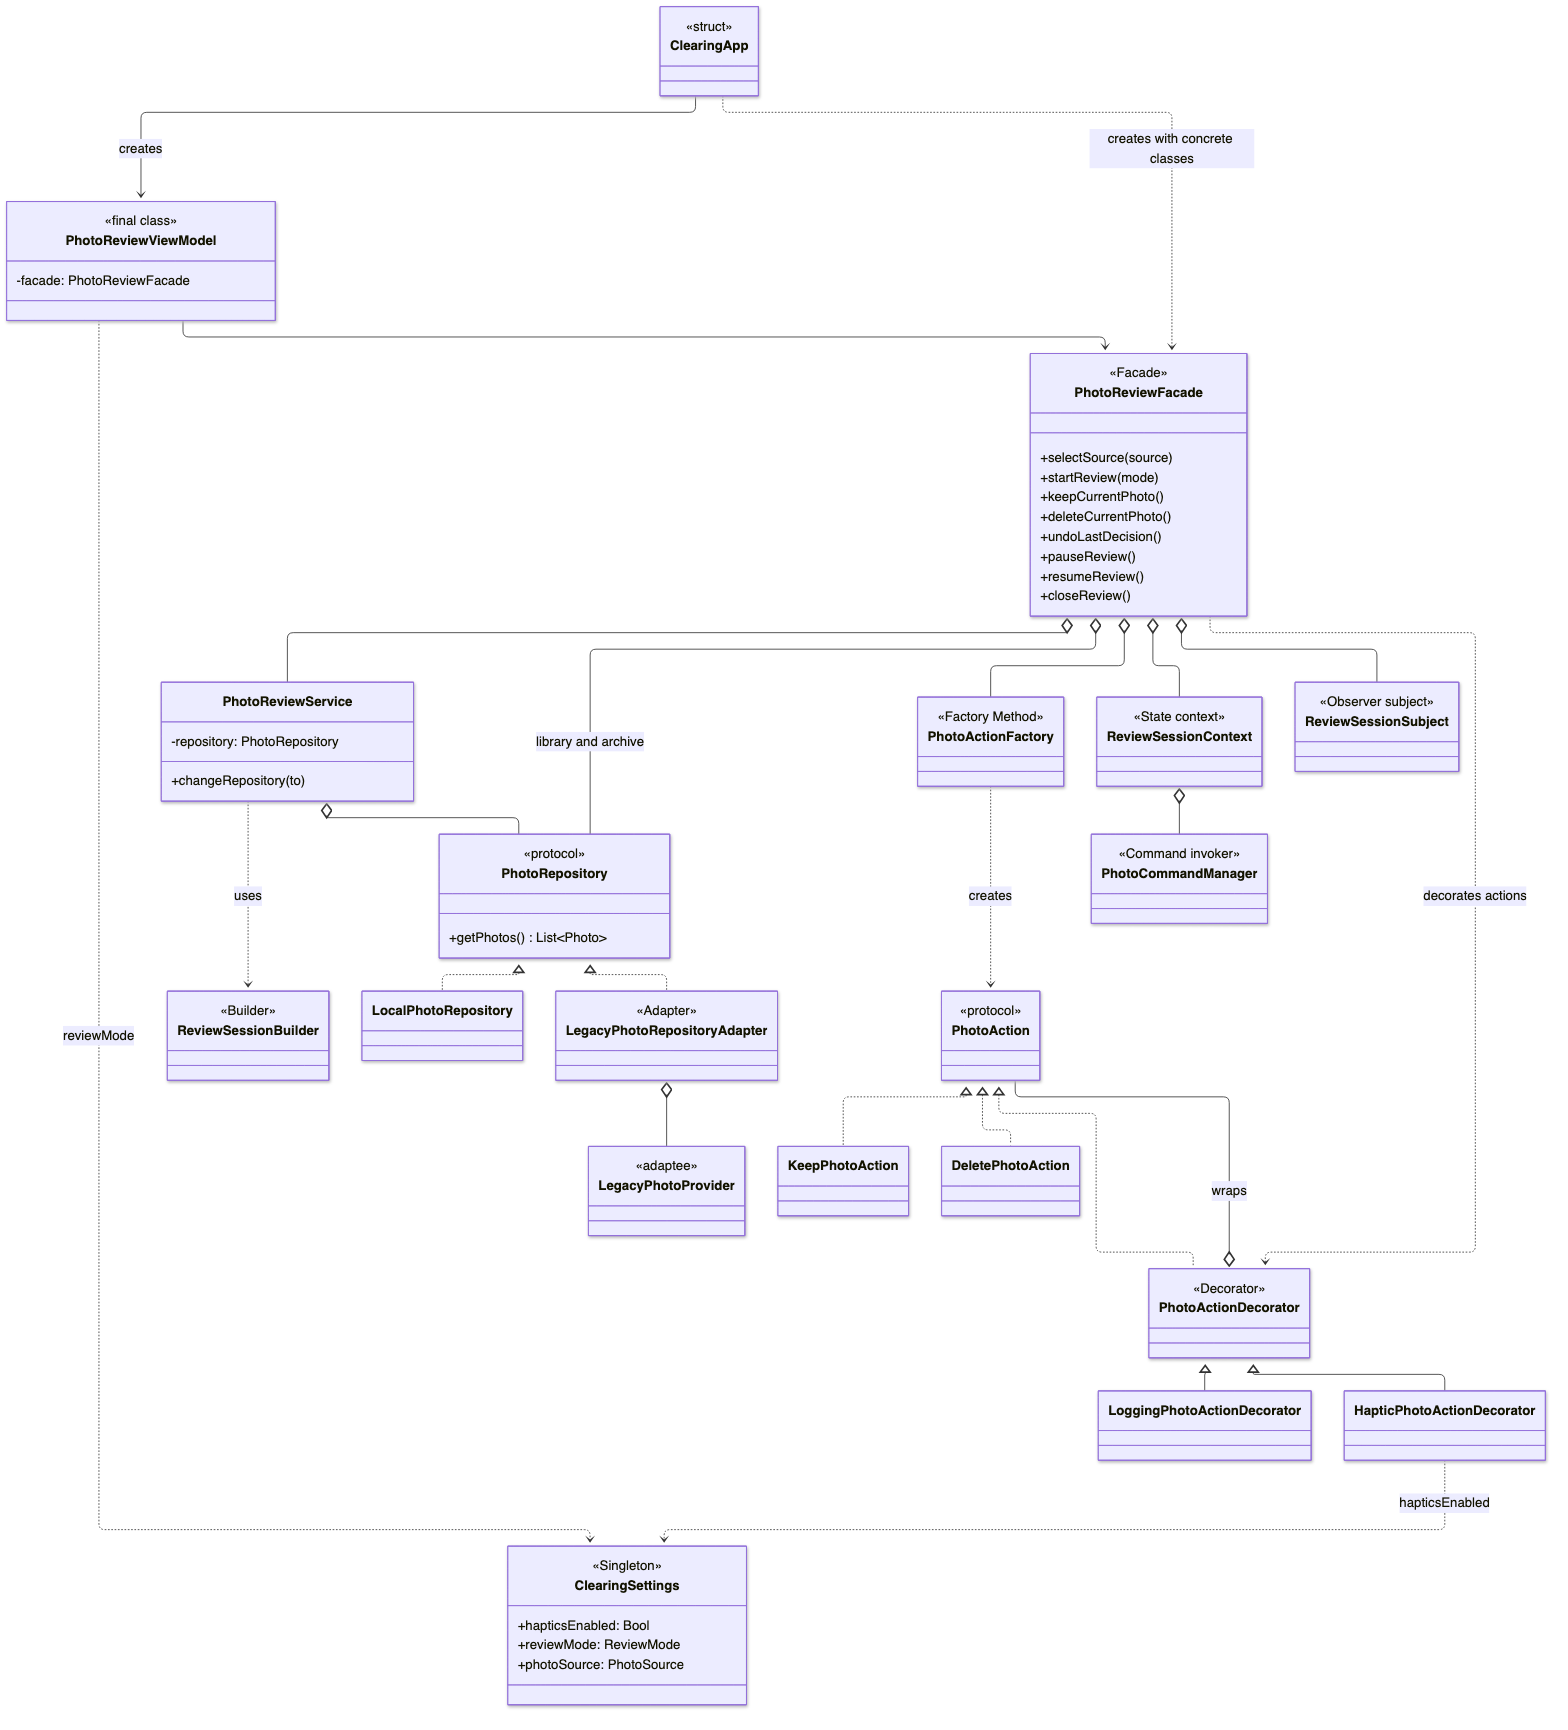 «struct»
ClearingApp
creates
creates with concrete
classes
«final class»
PhotoReviewViewModel
-facade: PhotoReviewFacade
«Facade»
PhotoReviewFacade
+selectSource(source)
+startReview(mode)
+keepCurrentPhoto()
+deleteCurrentPhoto()
+undoLastDecision()
+pauseReview()
+resumeReview()
+closeReview()
PhotoReviewService
-repository: PhotoRepository
+changeRepository(to)
library and archive
«Factory Method»
PhotoActionFactory
«State context»
ReviewSessionContext
«Observer subject»
ReviewSessionSubject
uses
«protocol»
PhotoRepository
+getPhotos() : List<Photo>
creates
«Command invoker»
PhotoCommandManager
decorates actions
reviewMode
«Builder»
ReviewSessionBuilder
LocalPhotoRepository
«Adapter»
LegacyPhotoRepositoryAdapter
«protocol»
PhotoAction
«adaptee»
LegacyPhotoProvider
KeepPhotoAction
DeletePhotoAction
wraps
«Decorator»
PhotoActionDecorator
LoggingPhotoActionDecorator
HapticPhotoActionDecorator
hapticsEnabled
«Singleton»
ClearingSettings
+hapticsEnabled: Bool
+reviewMode: ReviewMode
+photoSource: PhotoSource